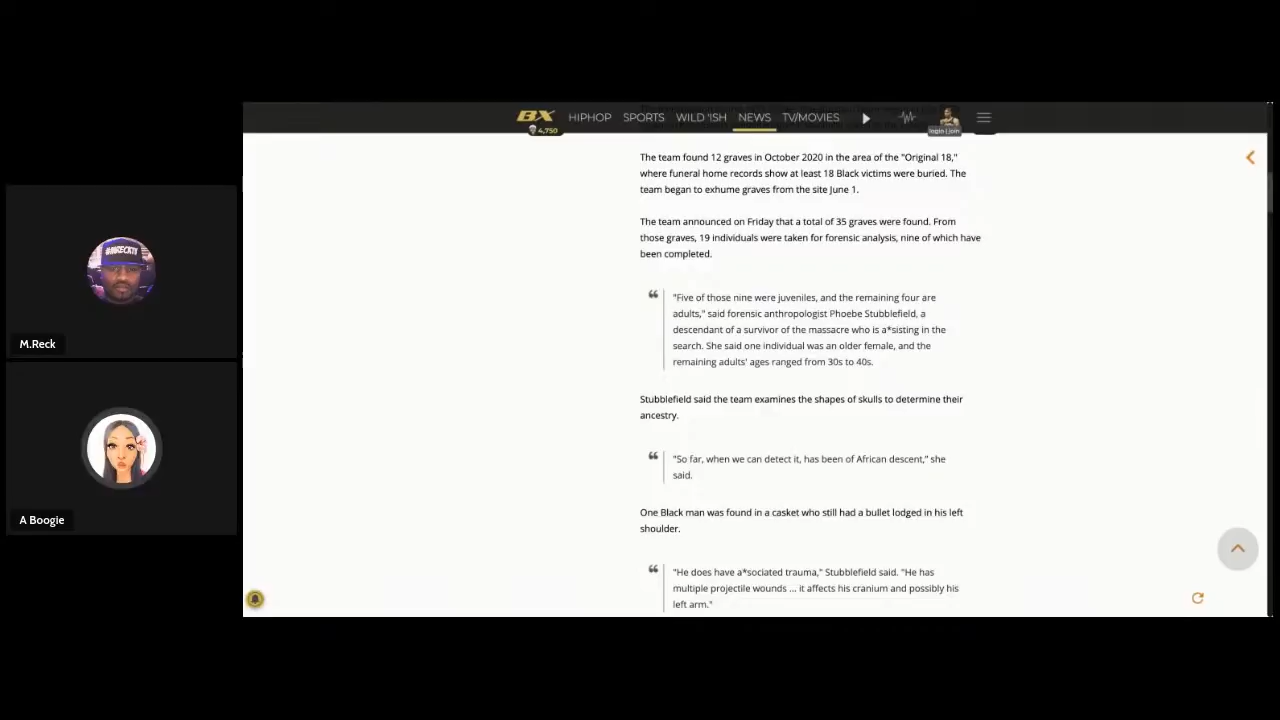 BX HIPHOP SPORTS WILD 'ISH NEWS TV/MOVIES
4,750
login | join
The team found 12 graves in October 2020 in the area of the "Original 18,"
where funeral home records show at least 18 Black victims were buried. The
team began to exhume graves from the site June 1.
The team announced on Friday that a total of 35 graves were found. From
those graves, 19 individuals were taken for forensic analysis, nine of which have
been completed.
"Five of those nine were juveniles, and the remaining four are
adults," said forensic anthropologist Phoebe Stubblefield, a
descendant of a survivor of the massacre who is a*sisting in the
search. She said one individual was an older female, and the
remaining adults' ages ranged from 30s to 40s.
Stubblefield said the team examines the shapes of skulls to determine their
ancestry.
"So far, when we can detect it, has been of African descent," she
said.
One Black man was found in a casket who still had a bullet lodged in his left
shoulder.
"He does have a*sociated trauma," Stubblefield said. "He has
multiple projectile wounds ... it affects his cranium and possibly his
left arm."
#WRECKTV
M.Reck
A Boogie